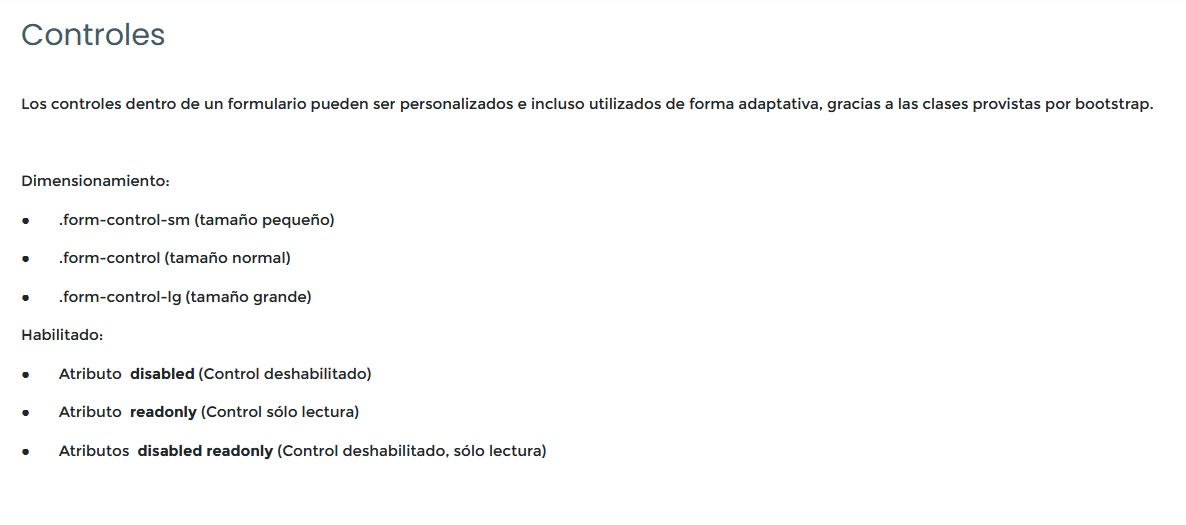 Controles
Los controles dentro de un formulario pueden ser personalizados e incluso utilizados de forma adaptativa, gracias a las clases provistas por bootstrap.
Dimensionamiento:
• .form-control-sm (tamaño pequeño)
• .form-control (tamaño normal)
• .form-control-lg (tamaño grande)
Habilitado:
• Atributo disabled (Control deshabilitado)
• Atributo readonly (Control sólo lectura)
• Atributos disabled readonly (Control deshabilitado, sólo lectura)